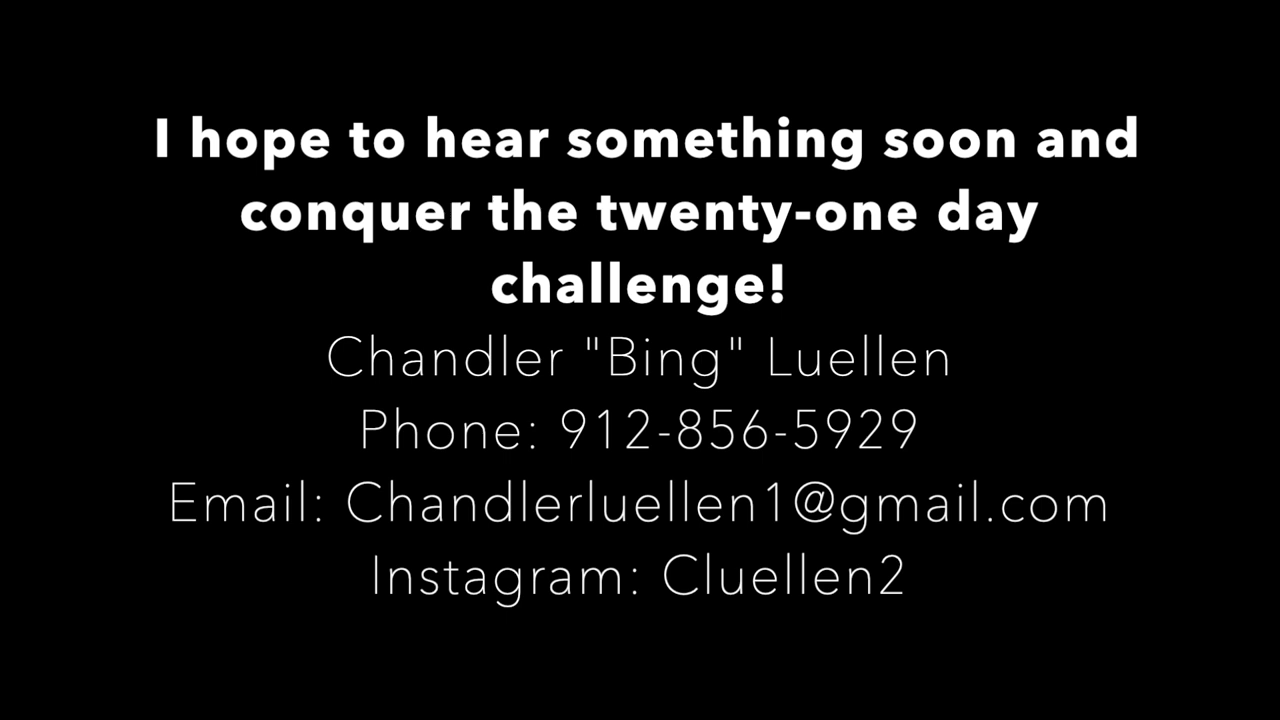 I hope to hear something soon and
conquer the twenty-one day
challenge!
Chandler "Bing" Luellen
Phone: 912-856-5929
Email: Chandlerluellen1@gmail.com
Instagram: Cluellen2